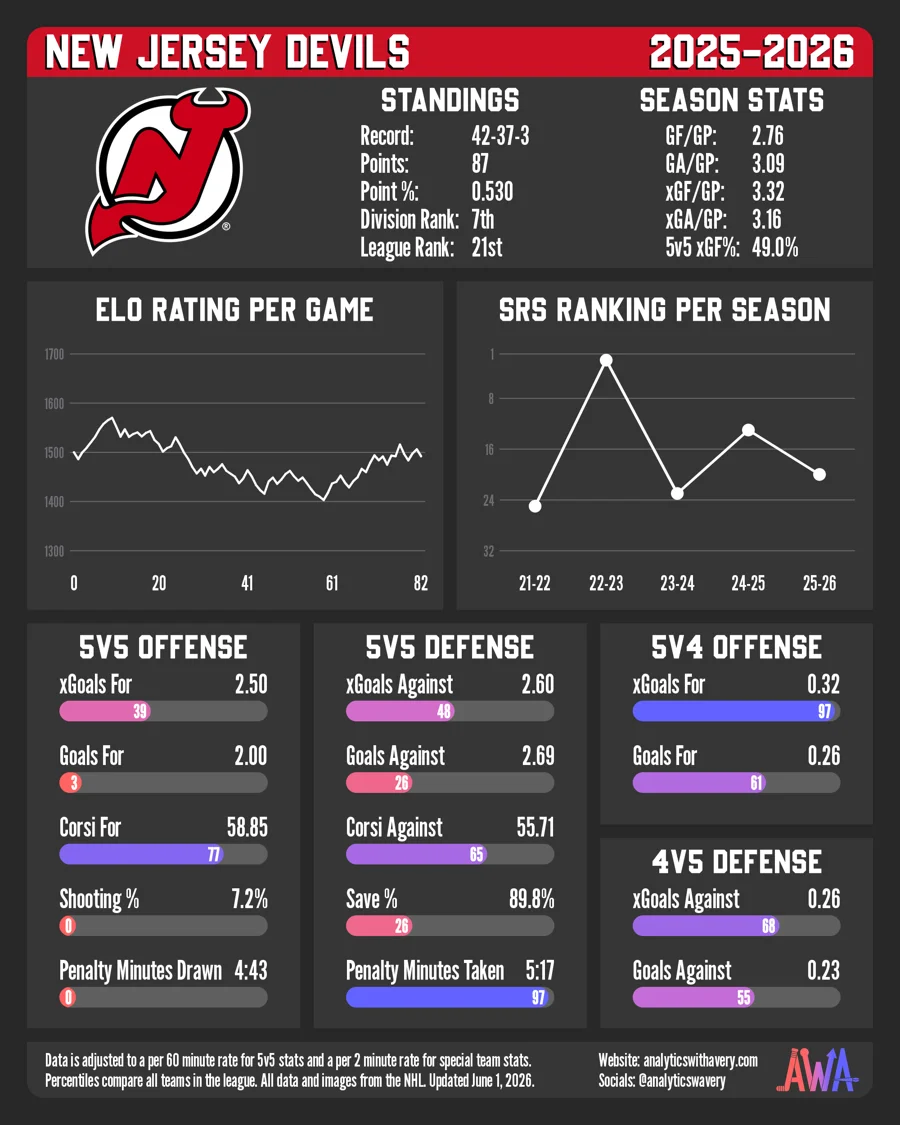 NEW JERSEY DEVILS 2025-2026
STANDINGS
Record: 42-37-3
Points: 87
Point %: 0.530
Division Rank: 7th
League Rank: 21st
SEASON STATS
GF/GP: 2.76
GA/GP: 3.09
xGF/GP: 3.32
xGA/GP: 3.16
5v5 xGF%: 49.0%
NJ
®
ELO RATING PER GAME
1700
1600
1500
1400
1300
0 20 41 61 82
SRS RANKING PER SEASON
1
8
16
24
32
21-22 22-23 23-24 24-25 25-26
5V5 OFFENSE
xGoals For 2.50
39
Goals For 2.00
3
Corsi For 58.85
77
Shooting % 7.2%
0
Penalty Minutes Drawn 4:43
0
5V5 DEFENSE
xGoals Against 2.60
48
Goals Against 2.69
26
Corsi Against 55.71
65
Save % 89.8%
26
Penalty Minutes Taken 5:17
97
5V4 OFFENSE
xGoals For 0.32
97
Goals For 0.26
61
4V5 DEFENSE
xGoals Against 0.26
68
Goals Against 0.23
55
Data is adjusted to a per 60 minute rate for 5v5 stats and a per 2 minute rate for special team stats.
Percentiles compare all teams in the league. All data and images from the NHL. Updated June 1, 2026.
Website: analyticswithavery.com
Socials: @analyticswavery
AWA